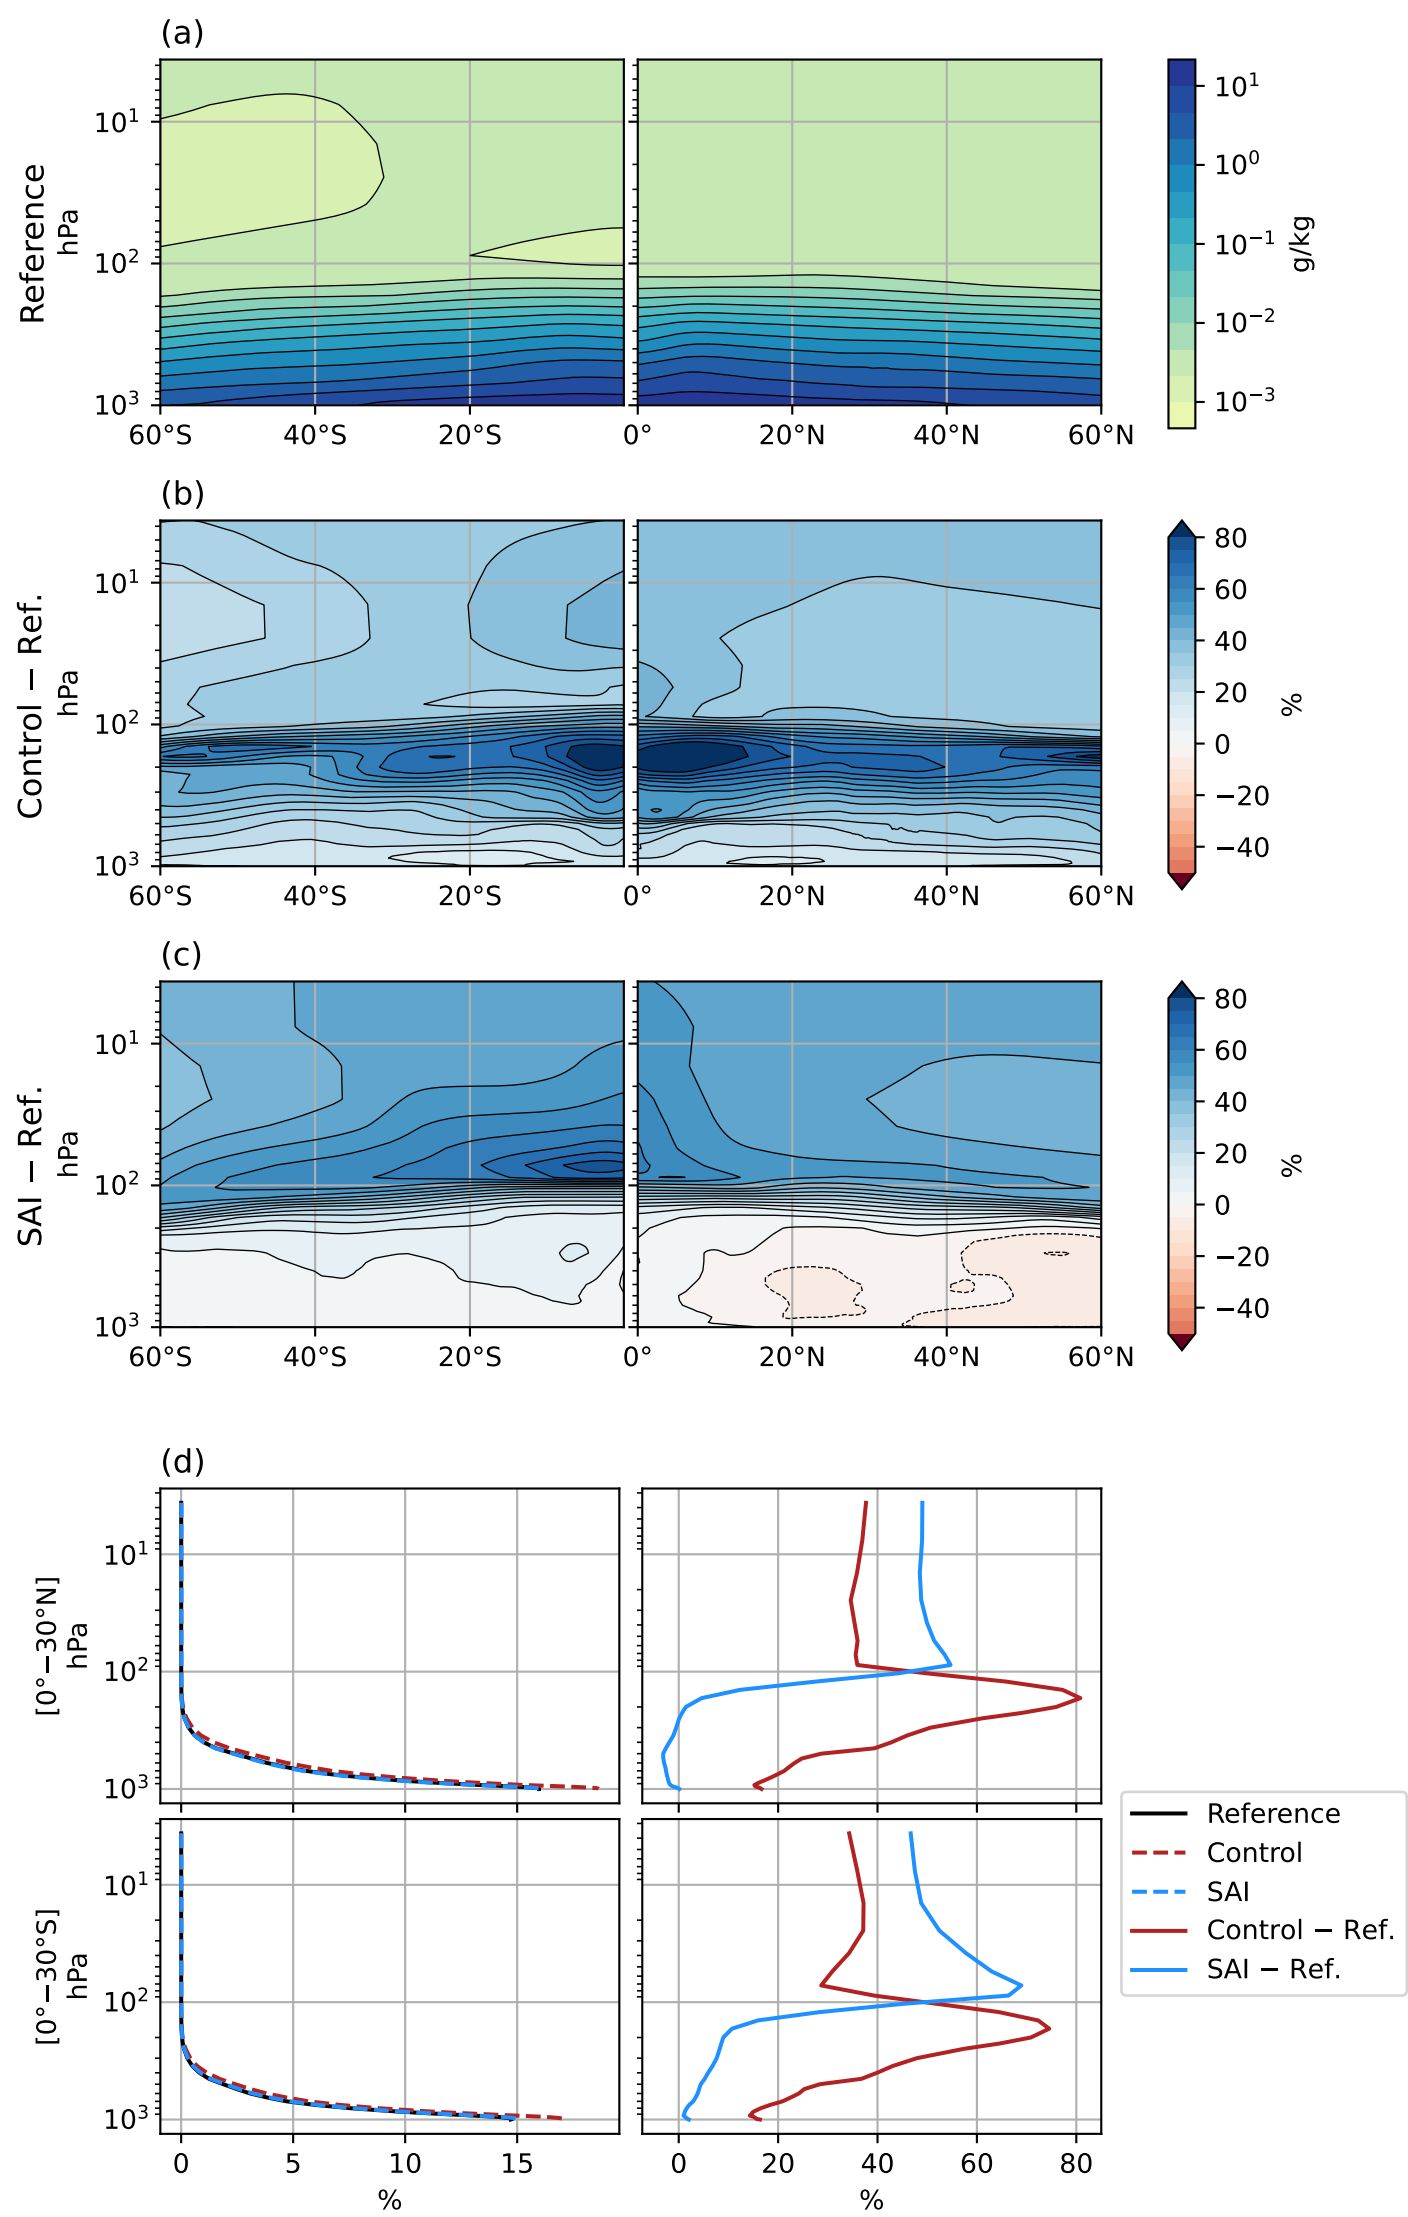 (a)
Reference
hPa
10¹
10²
10³
60°S 40°S 20°S 0° 20°N 40°N 60°N
10¹
10⁰
10⁻¹
10⁻²
10⁻³
g/kg
(b)
Control − Ref.
hPa
10¹
10²
10³
60°S 40°S 20°S 0° 20°N 40°N 60°N
80
60
40
20
0
−20
−40
%
(c)
SAI − Ref.
hPa
10¹
10²
10³
60°S 40°S 20°S 0° 20°N 40°N 60°N
80
60
40
20
0
−20
−40
%
(d)
[0°−30°N]
hPa
10¹
10²
10³
[0°−30°S]
hPa
10¹
10²
10³
0 5 10 15
%
0 20 40 60 80
%
Reference
Control
SAI
Control − Ref.
SAI − Ref.